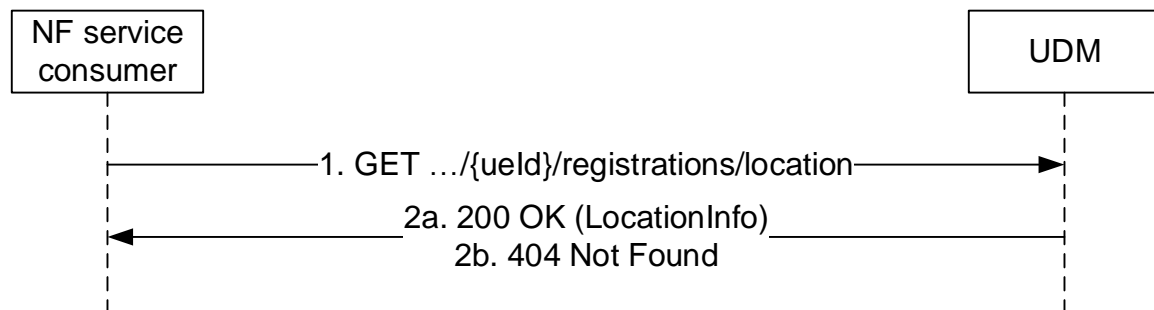 NF service
consumer
UDM
1. GET …/{ueId}/registrations/location
2a. 200 OK (LocationInfo)
2b. 404 Not Found